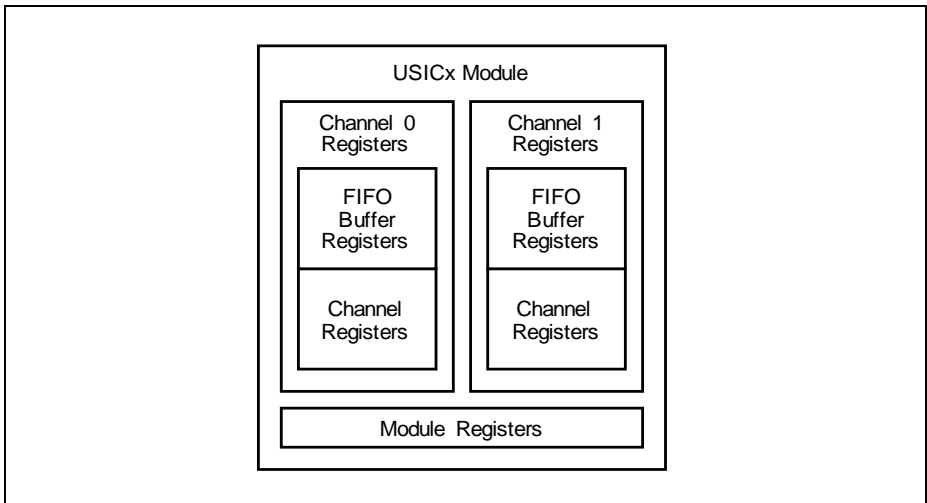 USICx Module
Channel 0
Registers
FIFO
Buffer
Registers
Channel
Registers
Channel 1
Registers
FIFO
Buffer
Registers
Channel
Registers
Module Registers